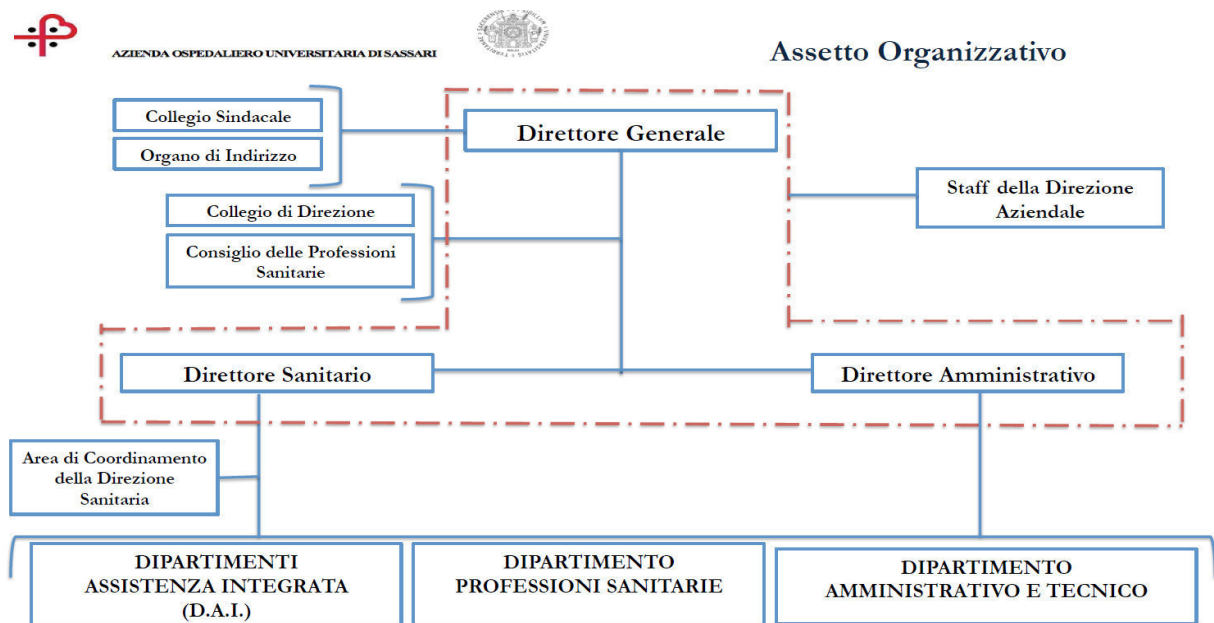 AZIENDA OSPEDALIERO UNIVERSITARIA DI SASSARI
Assetto Organizzativo
Collegio Sindacale
Organo di Indirizzo
Direttore Generale
Collegio di Direzione
Consiglio delle Professioni
Sanitarie
Staff della Direzione
Aziendale
Direttore Sanitario
Direttore Amministrativo
Area di Coordinamento
della Direzione
Sanitaria
DIPARTIMENTI
ASSISTENZA INTEGRATA
(D.A.I.)
DIPARTIMENTO
PROFESSIONI SANITARIE
DIPARTIMENTO
AMMINISTRATIVO E TECNICO